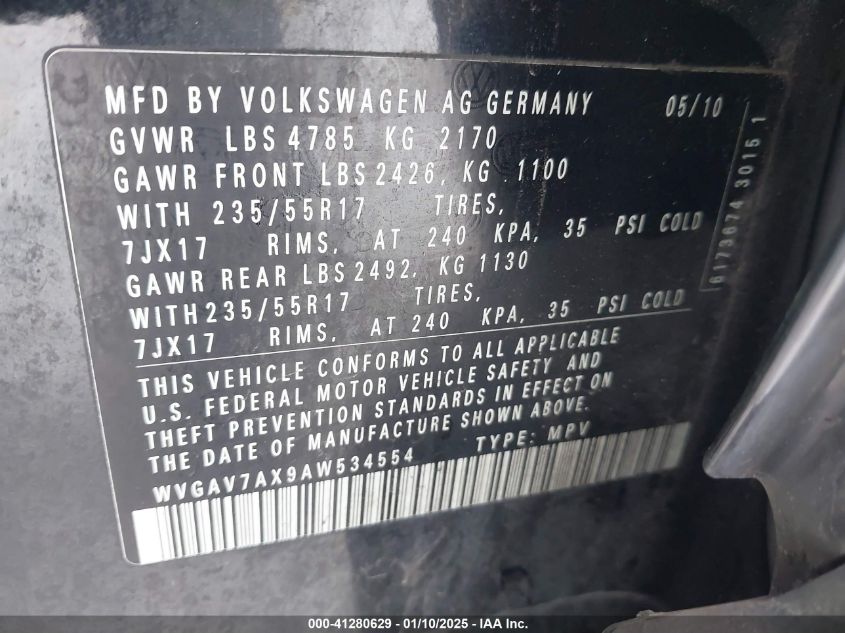 MFD BY VOLKSWAGEN AG GERMANY 05/10
GVWR LBS 4785 KG 2170
GAWR FRONT LBS 2426, KG 1100
WITH 235/55R17 TIRES,
7JX17 RIMS, AT 240 KPA, 35 PSI COLD
GAWR REAR LBS 2492, KG 1130
WITH 235/55R17 TIRES,
7JX17 RIMS, AT 240 KPA, 35 PSI COLD
THIS VEHICLE CONFORMS TO ALL APPLICABLE
U.S. FEDERAL MOTOR VEHICLE SAFETY AND
THEFT PREVENTION STANDARDS IN EFFECT ON
THE DATE OF MANUFACTURE SHOWN ABOVE.
WVGAV7AX9AW534554 TYPE: MPV
6173674 3015 1
000-41280629 - 01/10/2025 - IAA Inc.